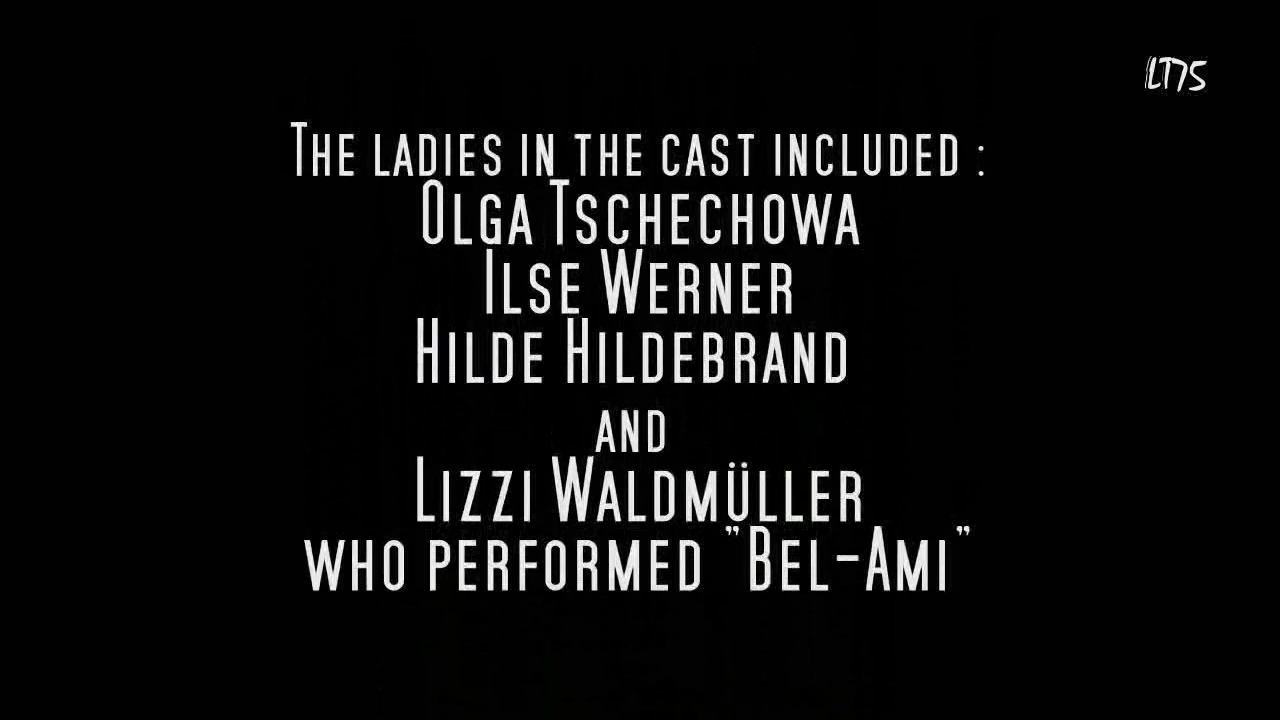 LT75
The ladies in the cast included :
Olga Tschechowa
Ilse Werner
Hilde Hildebrand
and
Lizzi Waldmüller
who performed "Bel-Ami"